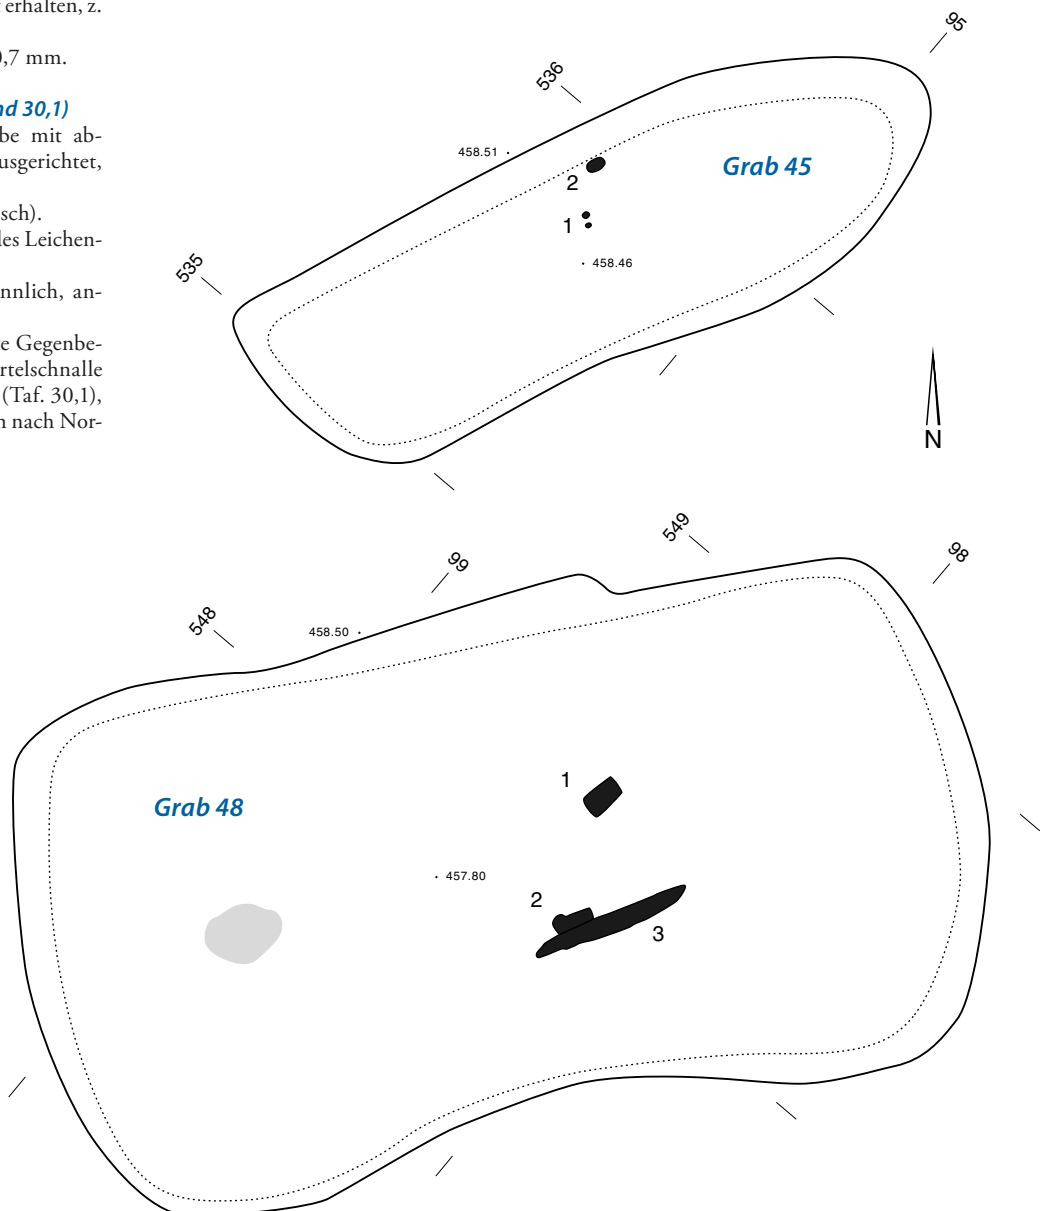 erhalten, z.
0,7 mm.
nd 30,1)
be mit ab-
usgerichtet,
sch).
les Leichen-
nnlich, an-
e Gegenbe-
rtelschnalle
(Taf. 30,1),
n nach Nor-
95
536
458.51
Grab 45
2
1
458.46
535
N
549
99
98
548
458.50
1
Grab 48
457.80
2
3